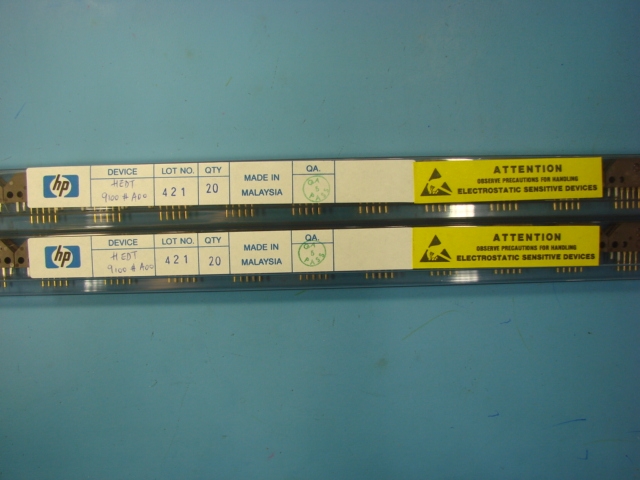 hp
DEVICE
HEDT
9100#A00
LOT NO.
421
QTY
20
MADE IN
MALAYSIA
QA.
PASS
ATTENTION
OBSERVE PRECAUTIONS FOR HANDLING
ELECTROSTATIC SENSITIVE DEVICES
hp
DEVICE
HEDT
9100#A00
LOT NO.
421
QTY
20
MADE IN
MALAYSIA
QA.
PASS
ATTENTION
OBSERVE PRECAUTIONS FOR HANDLING
ELECTROSTATIC SENSITIVE DEVICES